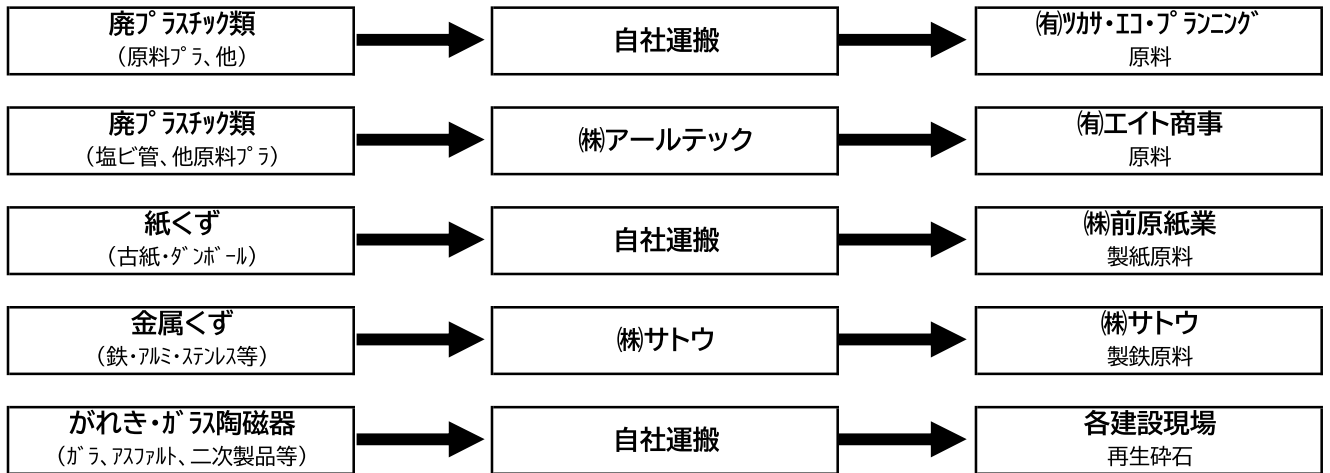 廃ﾌﾟﾗｽﾁｯｸ類
（原料ﾌﾟﾗ、他）
自社運搬
㈲ﾂｶｻ・ｴｺ・ﾌﾟﾗﾝﾆﾝｸﾞ
原料
廃ﾌﾟﾗｽﾁｯｸ類
（塩ビ管、他原料ﾌﾟﾗ）
㈱アールテック
㈲エイト商事
原料
紙くず
（古紙・ﾀﾞﾝﾎﾞｰﾙ）
自社運搬
㈱前原紙業
製紙原料
金属くず
（鉄・ｱﾙﾐ・ｽﾃﾝﾚｽ等）
㈱サトウ
㈱サトウ
製鉄原料
がれき・ｶﾞﾗｽ陶磁器
（ｶﾞﾗ、ｱｽﾌｧﾙﾄ、二次製品等）
自社運搬
各建設現場
再生砕石